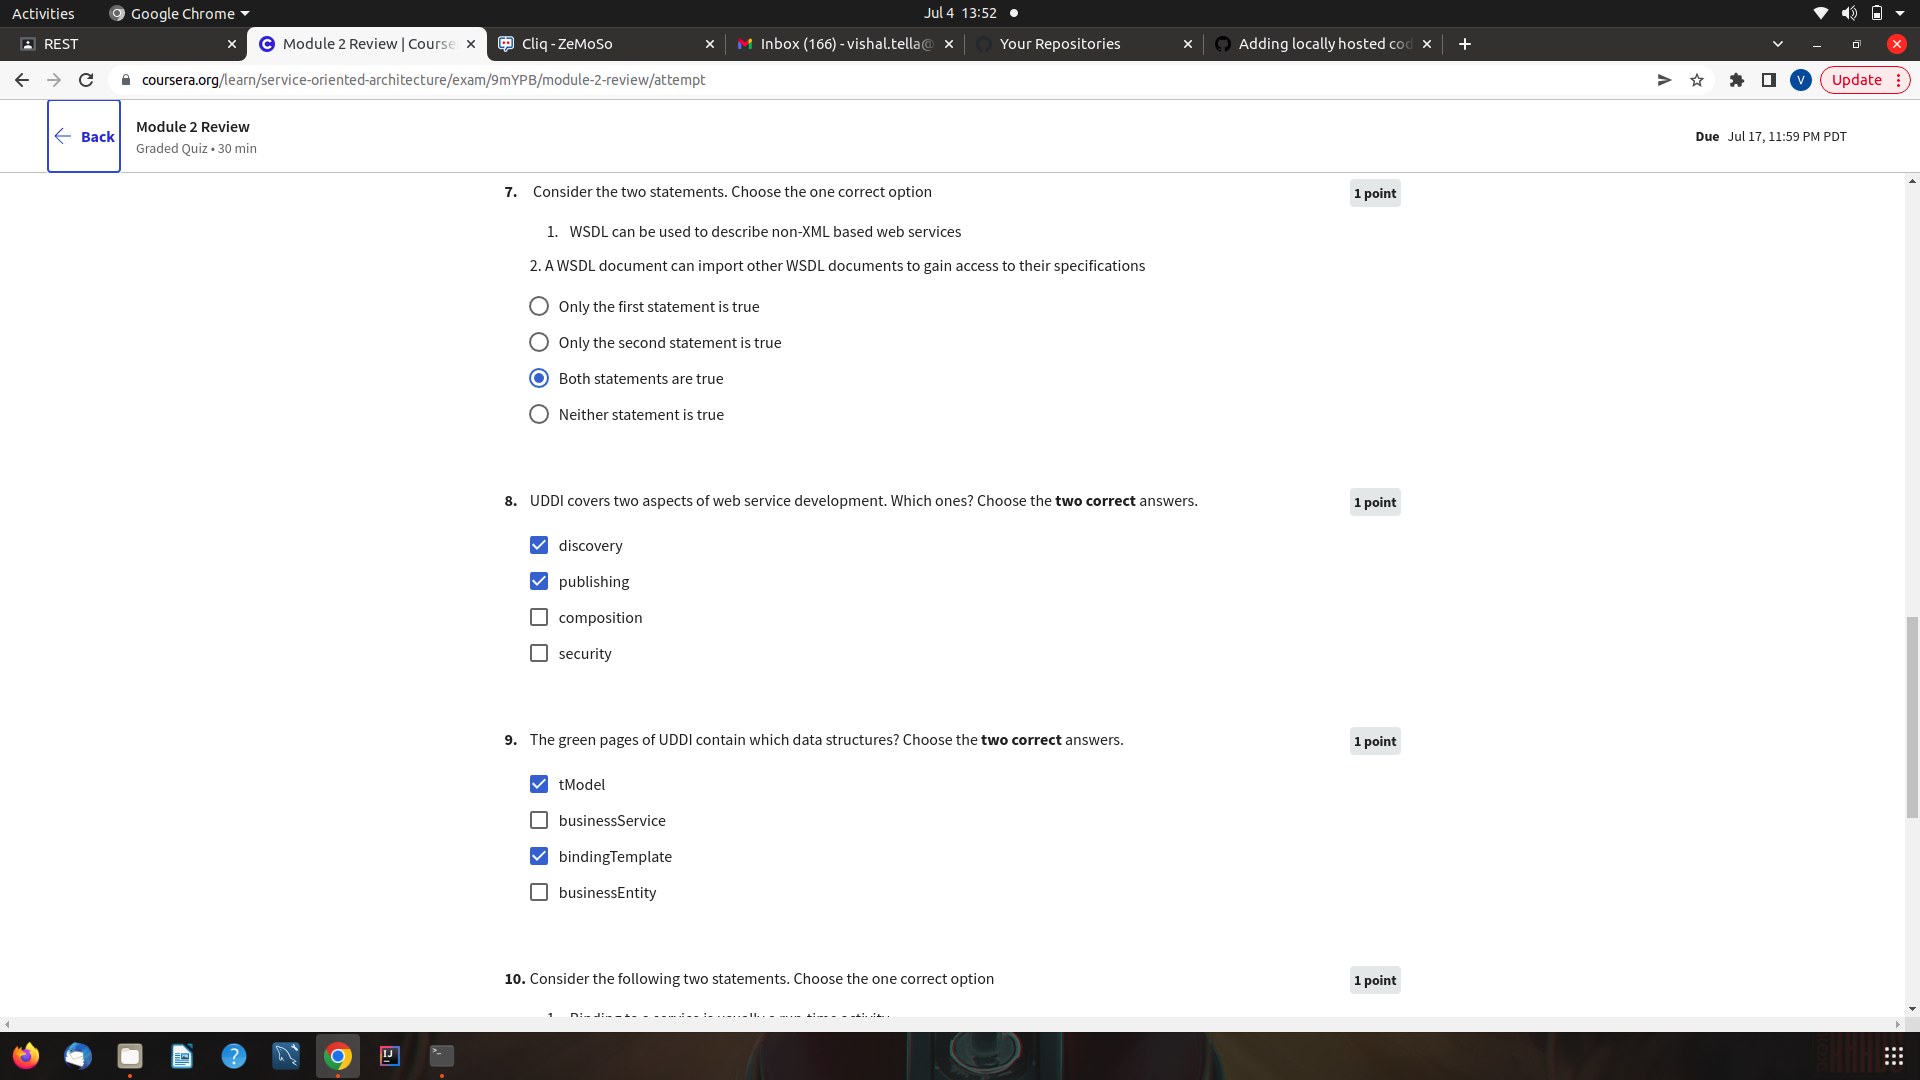 Activities
Google Chrome
Jul 4 13:52
REST
Module 2 Review | Course
Cliq - ZeMoSo
Inbox (166) - vishal.tella@
Your Repositories
Adding locally hosted cod
coursera.org/learn/service-oriented-architecture/exam/9mYPB/module-2-review/attempt
V
Update
Back
Module 2 Review
Graded Quiz • 30 min
Due Jul 17, 11:59 PM PDT
7. Consider the two statements. Choose the one correct option
1 point
1. WSDL can be used to describe non-XML based web services
2. A WSDL document can import other WSDL documents to gain access to their specifications
Only the first statement is true
Only the second statement is true
Both statements are true
Neither statement is true
8. UDDI covers two aspects of web service development. Which ones? Choose the two correct answers.
1 point
discovery
publishing
composition
security
9. The green pages of UDDI contain which data structures? Choose the two correct answers.
1 point
tModel
businessService
bindingTemplate
businessEntity
10. Consider the following two statements. Choose the one correct option
1 point
1. Binding to a service is usually a run-time activity